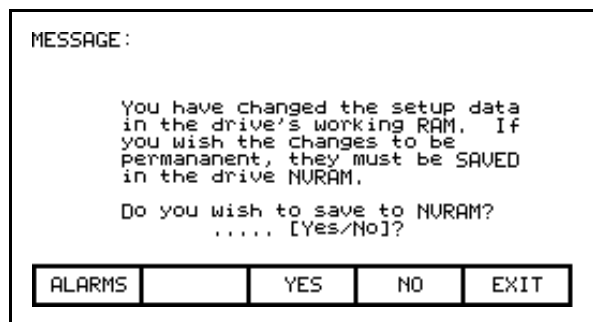 MESSAGE:
You have changed the setup data
in the drive's working RAM. If
you wish the changes to be
permananent, they must be SAVED
in the drive NVRAM.
Do you wish to save to NVRAM?
..... [Yes/No]?
ALARMS YES NO EXIT